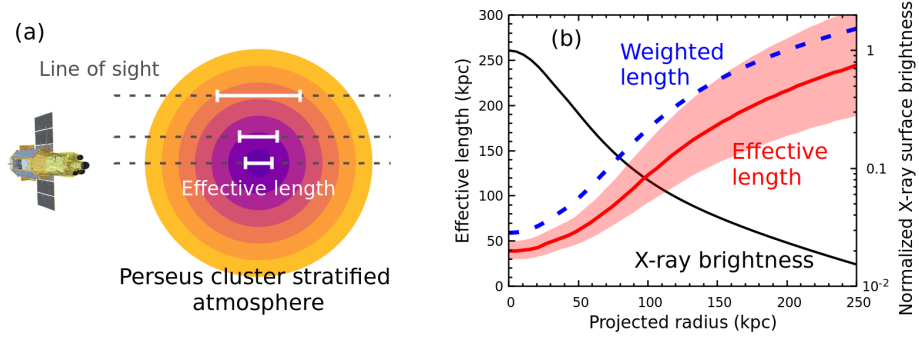 (a)
Line of sight
Effective length
Perseus cluster stratified
atmosphere
(b)
300
250
200
150
100
50
0
Effective length (kpc)
Weighted
length
Effective
length
X-ray brightness
0
50
100
150
200
250
Projected radius (kpc)
1
0.1
10-2
Normalized X-ray surface brightness